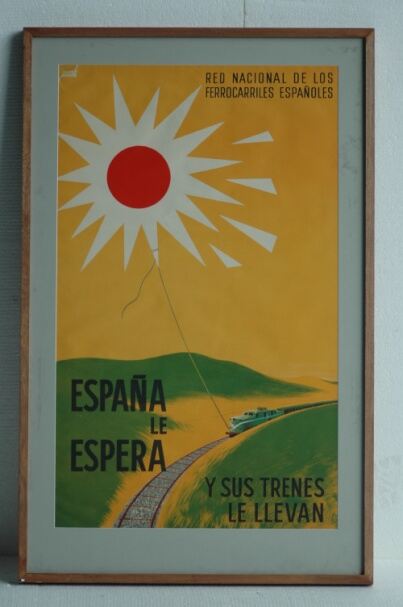 RED NACIONAL DE LOS
FERROCARRILES ESPAÑOLES
ESPAÑA
LE
ESPERA
Y SUS TRENES
LE LLEVAN